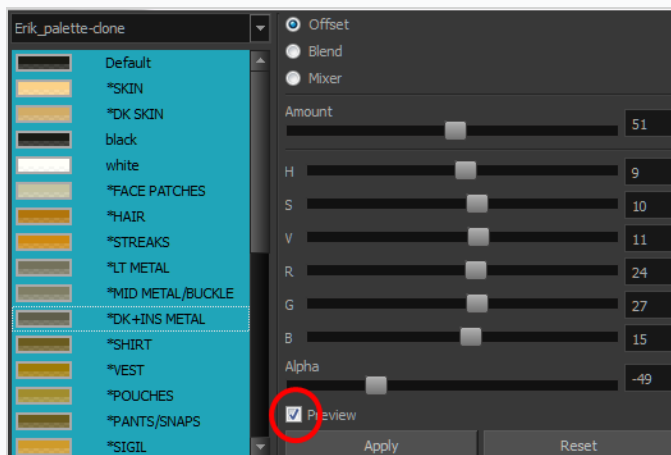 Erik_palette-clone
Default
*SKIN
*DK SKIN
black
white
*FACE PATCHES
*HAIR
*STREAKS
*LT METAL
*MID METAL/BUCKLE
*DK+INS METAL
*SHIRT
*VEST
*POUCHES
*PANTS/SNAPS
*SIGIL
Offset
Blend
Mixer
Amount
51
H 9
S 10
V 11
R 24
G 27
B 15
Alpha
-49
Preview
Apply Reset